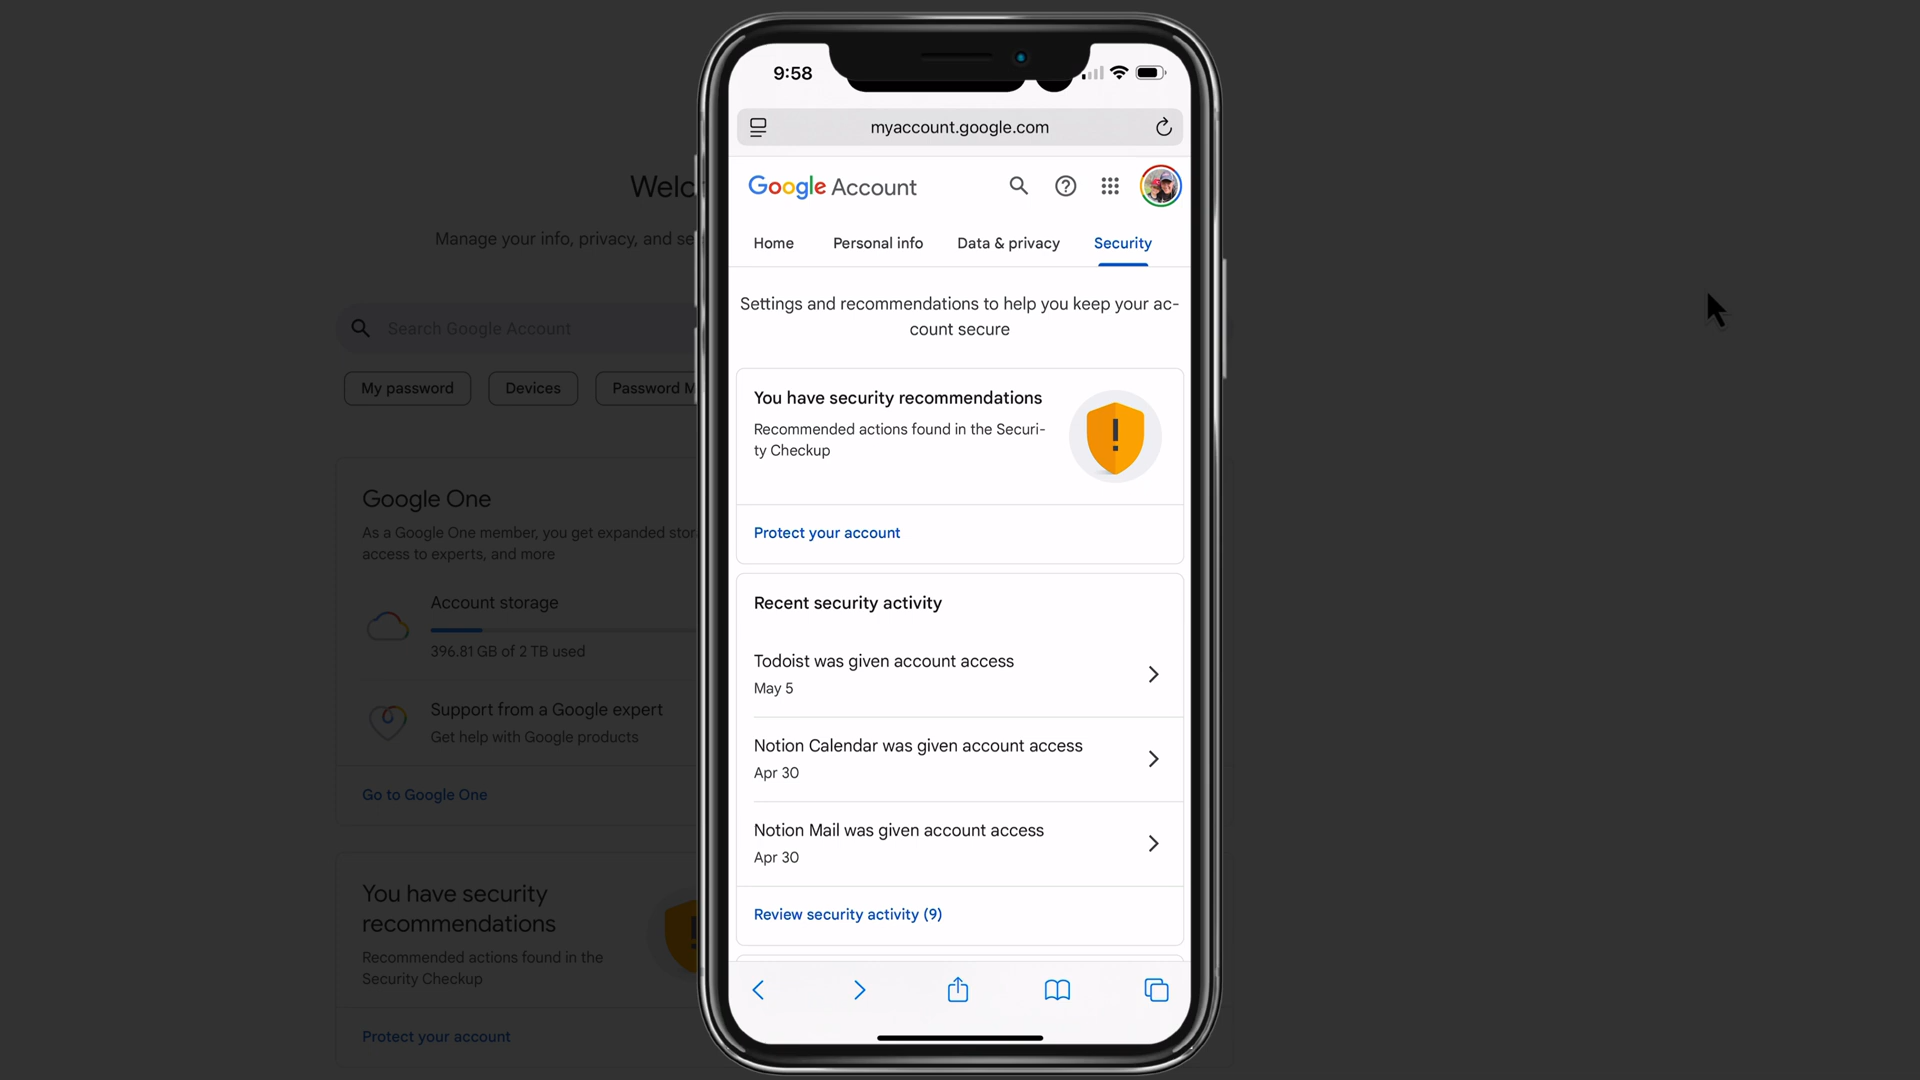 9:58
myaccount.google.com
Google Account
Home Personal info Data & privacy Security
Settings and recommendations to help you keep your ac-
count secure
You have security recommendations
Recommended actions found in the Securi-
ty Checkup
Protect your account
Recent security activity
Todoist was given account access
May 5
Notion Calendar was given account access
Apr 30
Notion Mail was given account access
Apr 30
Review security activity (9)
Manage your info, privacy, and
Search Google Account
My password Devices Password
Google One
As a Google One member, you get expanded
access to experts, and more
Account storage
396.81 GB of 2 TB used
Support from a Google expert
Get help with Google products
Go to Google One
You have security
recommendations
Recommended actions found in the
Security Checkup
Protect your account